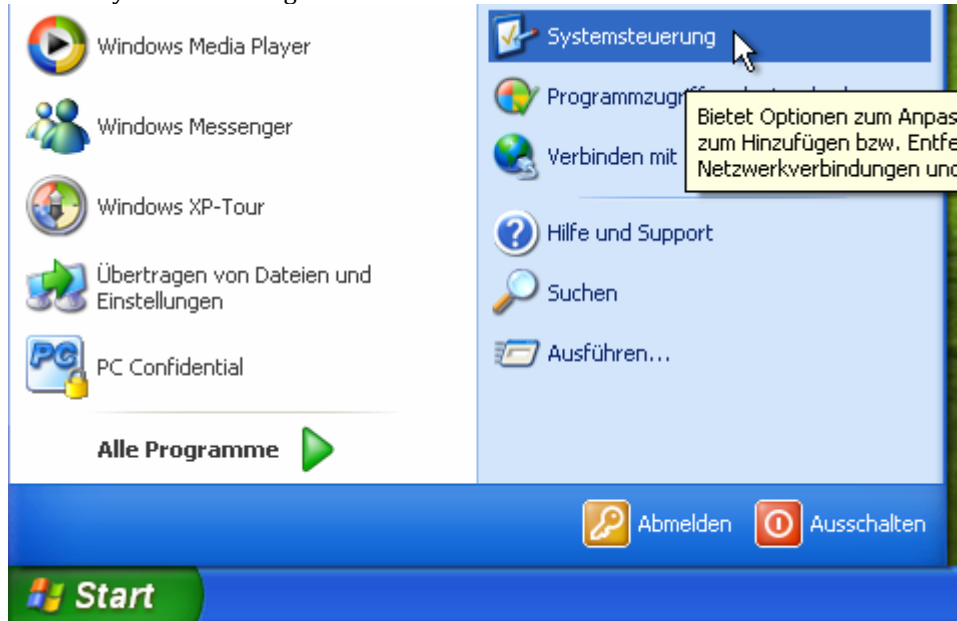 Windows Media Player
Windows Messenger
Windows XP-Tour
Übertragen von Dateien und
Einstellungen
PC Confidential
Alle Programme
Systemsteuerung
Verbinden mit
Bietet Optionen zum Anpas
zum Hinzufügen bzw. Entfe
Netzwerkverbindungen und
Hilfe und Support
Suchen
Ausführen...
Abmelden
Ausschalten
Start